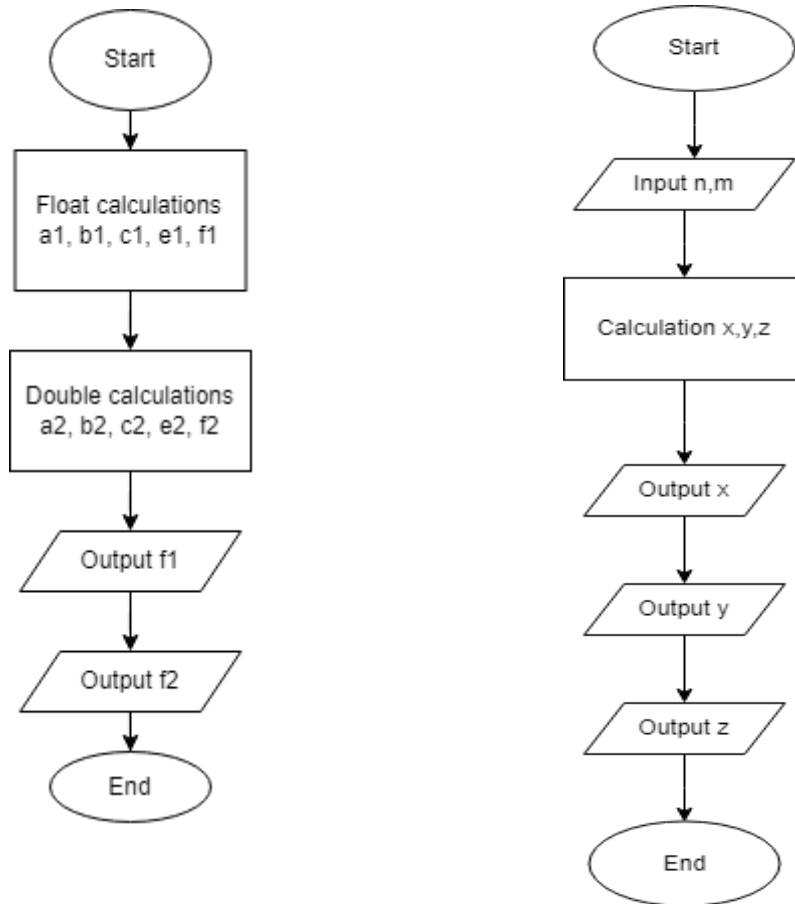 Start
Float calculations
a1, b1, c1, e1, f1
Double calculations
a2, b2, c2, e2, f2
Output f1
Output f2
End
Start
Input n,m
Calculation x,y,z
Output x
Output y
Output z
End